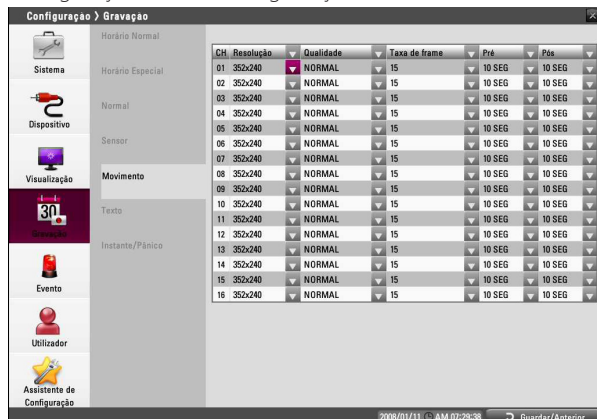 Configuração ⟩ Gravação
Sistema
Dispositivo
Visualização
Gravação
Evento
Utilizador
Assistente de
Configuração
Horário Normal
Horário Especial
Normal
Sensor
Movimento
Texto
Instante/Pânico
CH Resolução Qualidade Taxa de frame Pré Pós
01 352x240 NORMAL 15 10 SEG 10 SEG
02 352x240 NORMAL 15 10 SEG 10 SEG
03 352x240 NORMAL 15 10 SEG 10 SEG
04 352x240 NORMAL 15 10 SEG 10 SEG
05 352x240 NORMAL 15 10 SEG 10 SEG
06 352x240 NORMAL 15 10 SEG 10 SEG
07 352x240 NORMAL 15 10 SEG 10 SEG
08 352x240 NORMAL 15 10 SEG 10 SEG
09 352x240 NORMAL 15 10 SEG 10 SEG
10 352x240 NORMAL 15 10 SEG 10 SEG
11 352x240 NORMAL 15 10 SEG 10 SEG
12 352x240 NORMAL 15 10 SEG 10 SEG
13 352x240 NORMAL 15 10 SEG 10 SEG
14 352x240 NORMAL 15 10 SEG 10 SEG
15 352x240 NORMAL 15 10 SEG 10 SEG
16 352x240 NORMAL 15 10 SEG 10 SEG
2008/01/11 AM 07:29:38 Guardar/Anterior